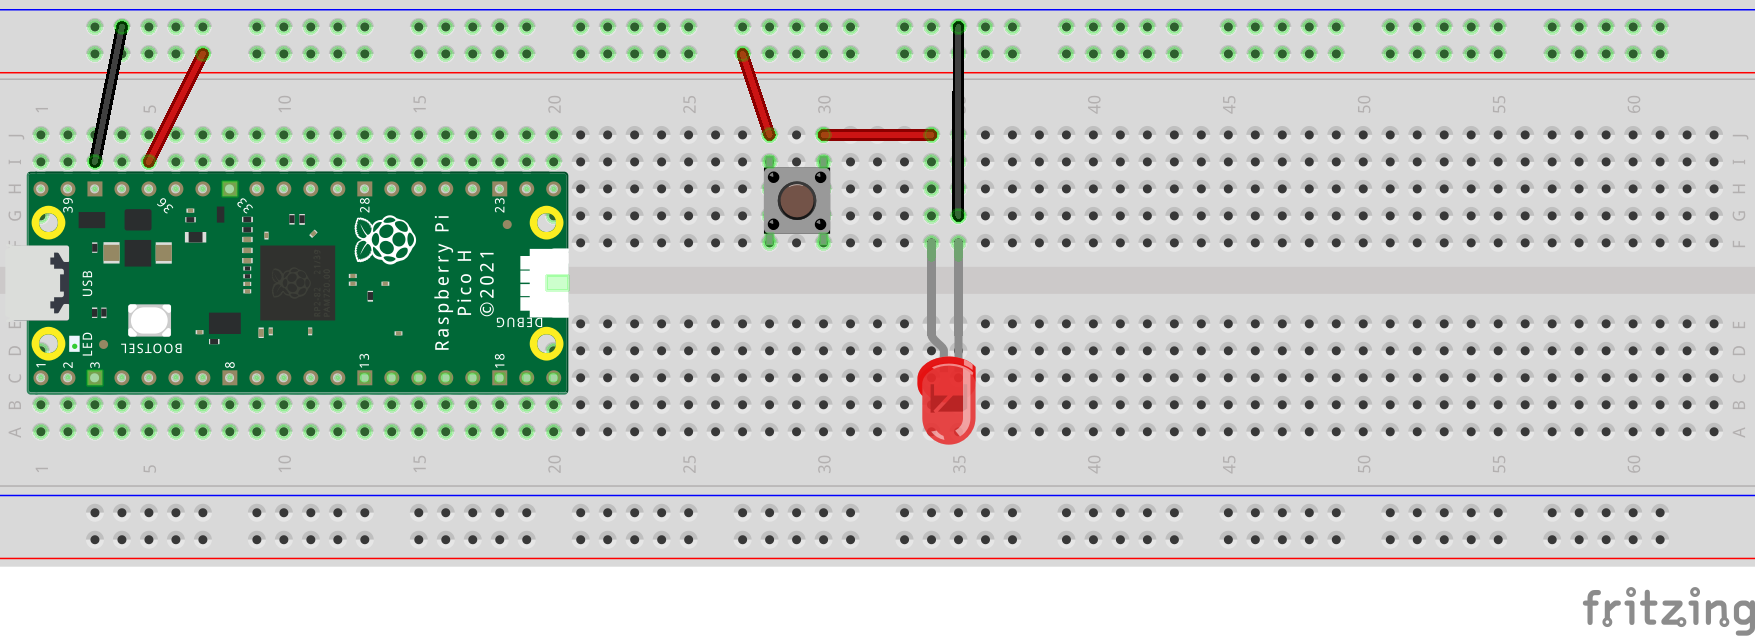 1 5 10 15 20 25 30 40 45 50 55 60
J J
I I
H H
G G
F F
39 36 33 28 23
USB
Raspberry Pi
Pico H
©2021
DEBUG
BOOTSEL
LED
1 2 3 8 13 18
E E
D D
C C
B B
A A
1 5 10 15 20 25 30 35 40 45 50 55 60
fritzing